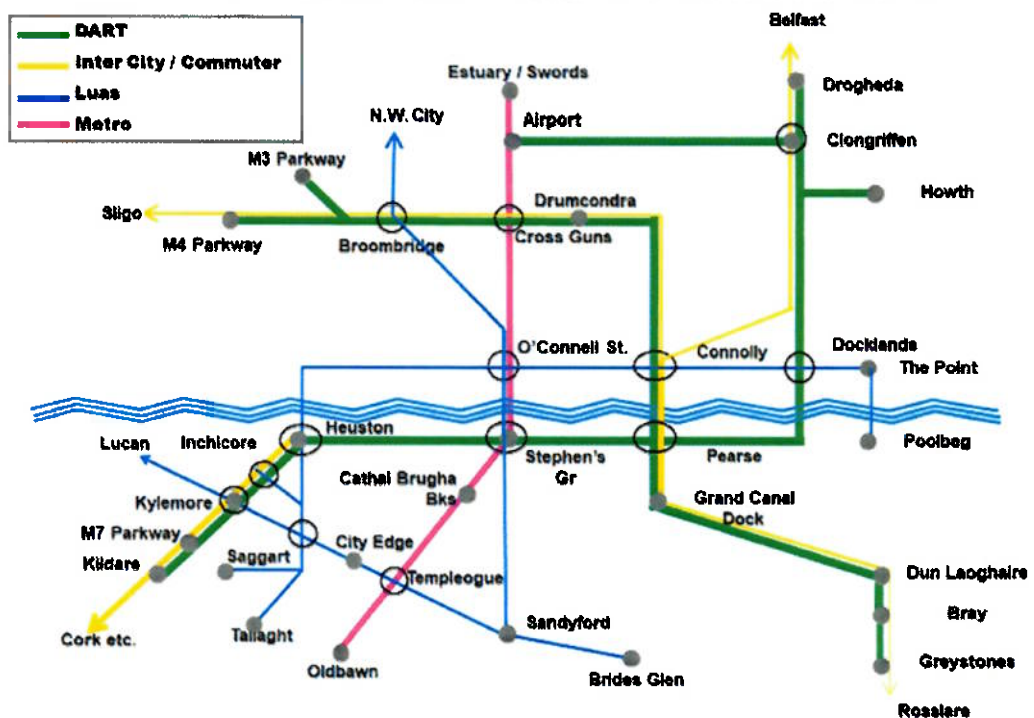 DART
Inter City / Commuter
Luas
Metro
Belfast
Estuary / Swords
Drogheda
N.W. City
Airport
Clongriffen
M3 Parkway
Howth
Drumcondra
Sligo
M4 Parkway
Broombridge
Cross Guns
O'Connell St.
Connolly
Docklands
The Point
Heuston
Lucan
Inchicore
Stephen's
Gr
Pearse
Poolbeg
Cathal Brugha
Bks
Kylemore
Grand Canal
Dock
M7 Parkway
City Edge
Kildare
Saggart
Templeogue
Dun Laoghaire
Bray
Cork etc.
Tallaght
Sandyford
Oldbawn
Brides Glen
Greystones
Rosslare